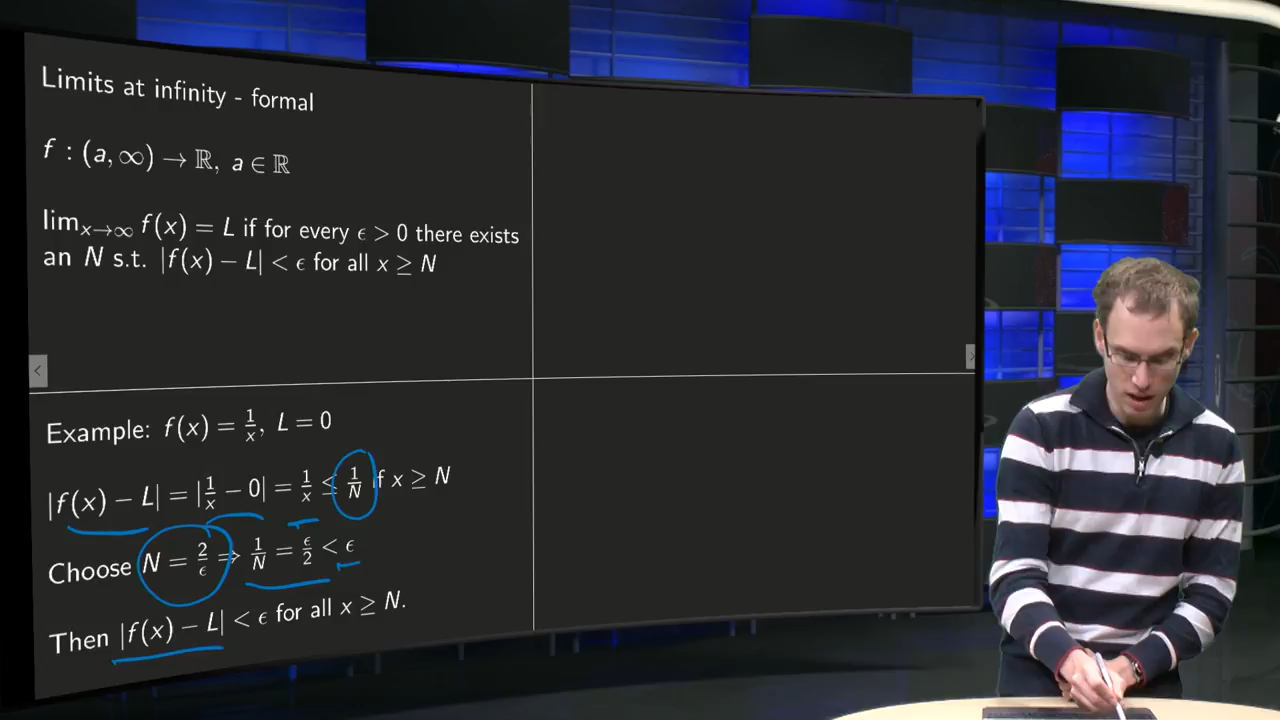 Limits at infinity - formal
f : (a, ∞) → ℝ, a ∈ ℝ
lim_{x→∞} f(x) = L if for every ϵ > 0 there exists
an N s.t. |f(x) − L| < ϵ for all x ≥ N
Example: f(x) = 1/x, L = 0
|f(x) − L| = |1/x − 0| = 1/x ≤ 1/N if x ≥ N
Choose N = 2/ϵ ⇒ 1/N = ϵ/2 < ϵ
Then |f(x) − L| < ϵ for all x ≥ N.